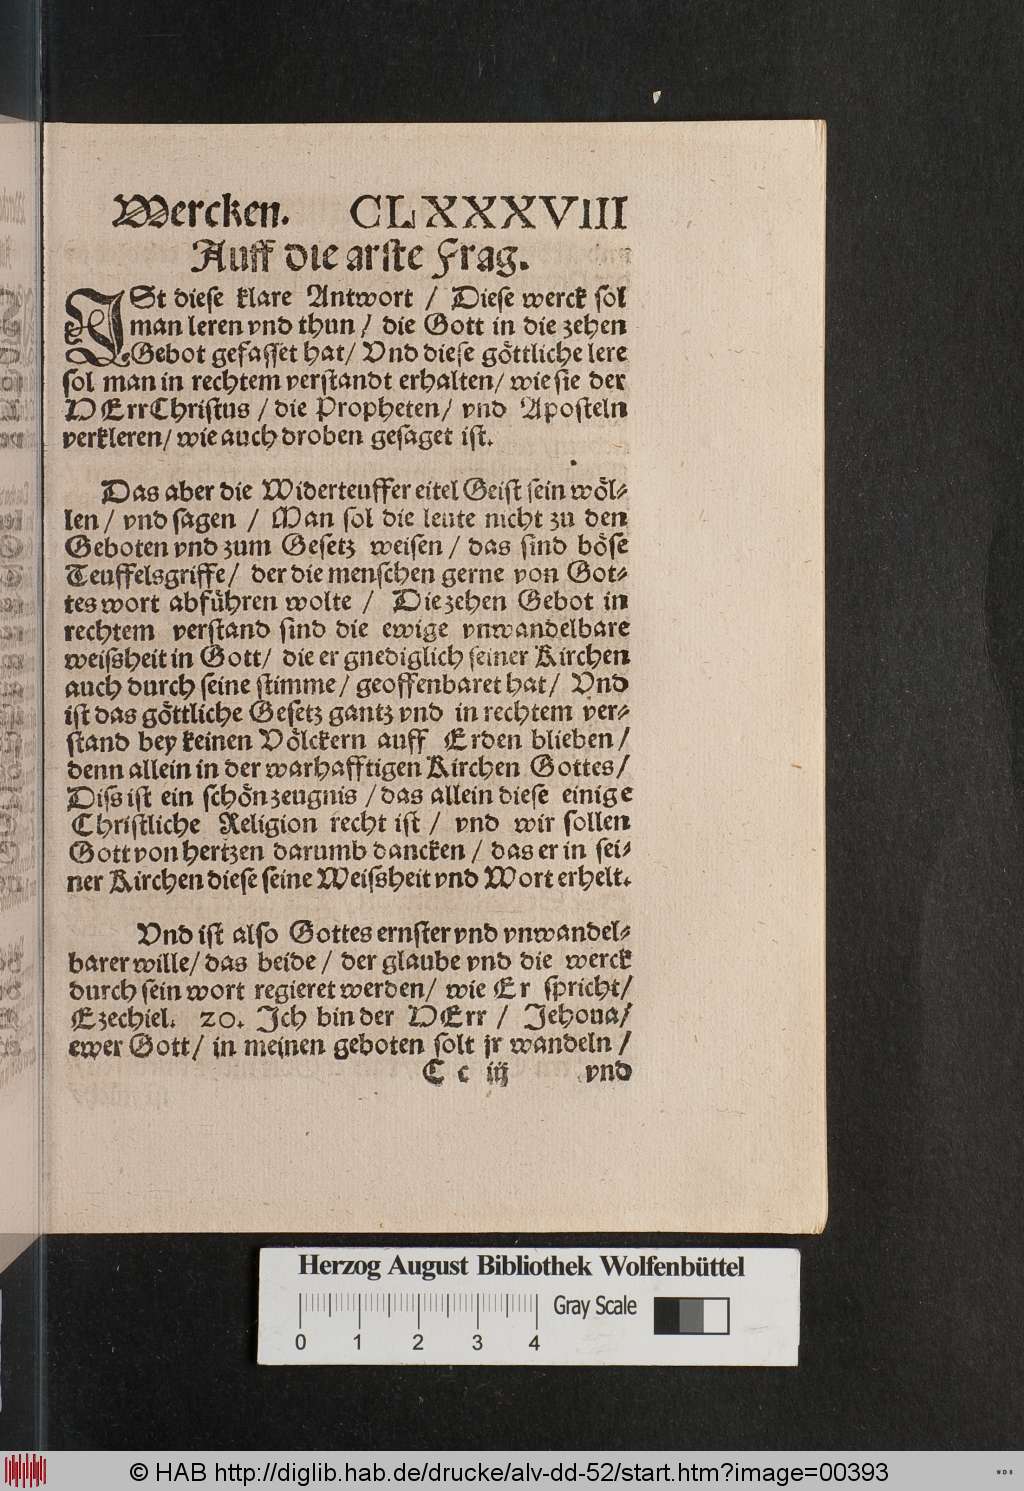 Wercken. CLXXXVIII
Auff die arste Frag.
ISt diese klare Antwort / Diese werck sol
man leren vnd thun / die Gott in die zehen
Gebot gefasset hat / Vnd diese göttliche lere
sol man in rechtem verstandt erhalten / wie sie der
HErr Christus / die Propheten / vnd Aposteln
verkleren / wie auch droben gesaget ist.
Das aber die Widerteuffer eitel Geist sein wöl⸗
len / vnd sagen / Man sol die leute nicht zu den
Geboten vnd zum Gesetz weisen / das sind böse
Teuffelsgriffe / der die menschen gerne von Got⸗
tes wort abführen wolte / Die zehen Gebot in
rechtem verstand sind die ewige vnwandelbare
weissheit in Gott / die er gnediglich seiner Kirchen
auch durch seine stimme / geoffenbaret hat / Vnd
ist das göttliche Gesetz gantz vnd in rechtem ver⸗
stand bey keinen Völckern auff Erden blieben /
denn allein in der warhafftigen Kirchen Gottes /
Diss ist ein schön zeugnis / das allein diese einige
Christliche Religion recht ist / vnd wir sollen
Gott von hertzen darumb dancken / das er in sei⸗
ner Kirchen diese seine Weissheit vnd Wort erhelt.
Vnd ist also Gottes ernster vnd vnwandel⸗
barer wille / das beide / der glaube vnd die werck
durch sein wort regieret werden / wie Er spricht /
Ezechiel. 20. Ich bin der HErr / Jehoua /
ewer Gott / in meinen geboten solt jr wandeln /
C c iij vnd
Herzog August Bibliothek Wolfenbüttel
Gray Scale
0 1 2 3 4
© HAB http://diglib.hab.de/drucke/alv-dd-52/start.htm?image=00393